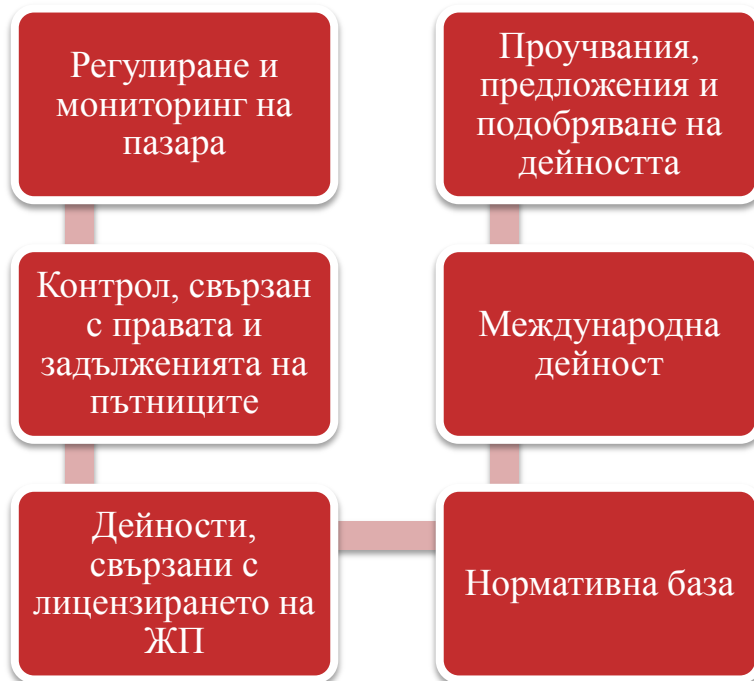 Регулиране и
мониторинг на
пазара
Контрол, свързан
с правата и
задълженията на
пътниците
Дейности,
свързани с
лицензирането на
ЖП
Нормативна база
Международна
дейност
Проучвания,
предложения и
подобряване на
дейността